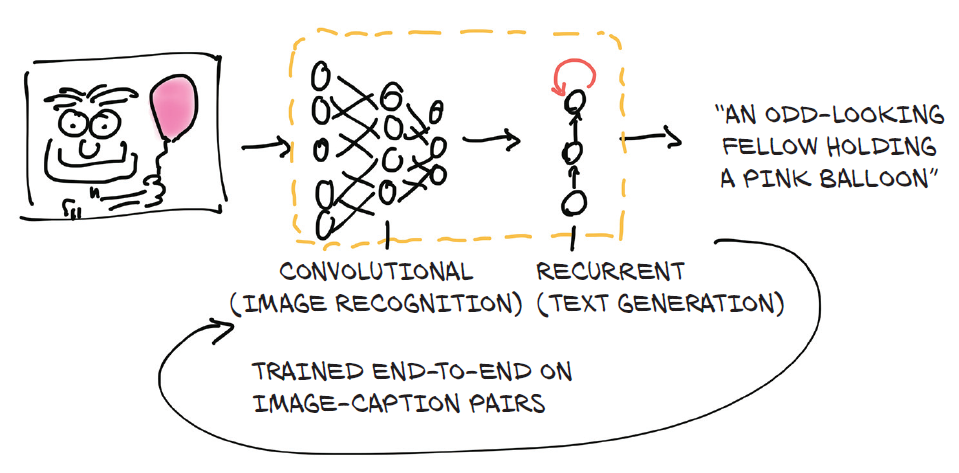 "AN ODD-LOOKING
FELLOW HOLDING
A PINK BALLOON"
CONVOLUTIONAL
(IMAGE RECOGNITION)
RECURRENT
(TEXT GENERATION)
TRAINED END-TO-END ON
IMAGE-CAPTION PAIRS